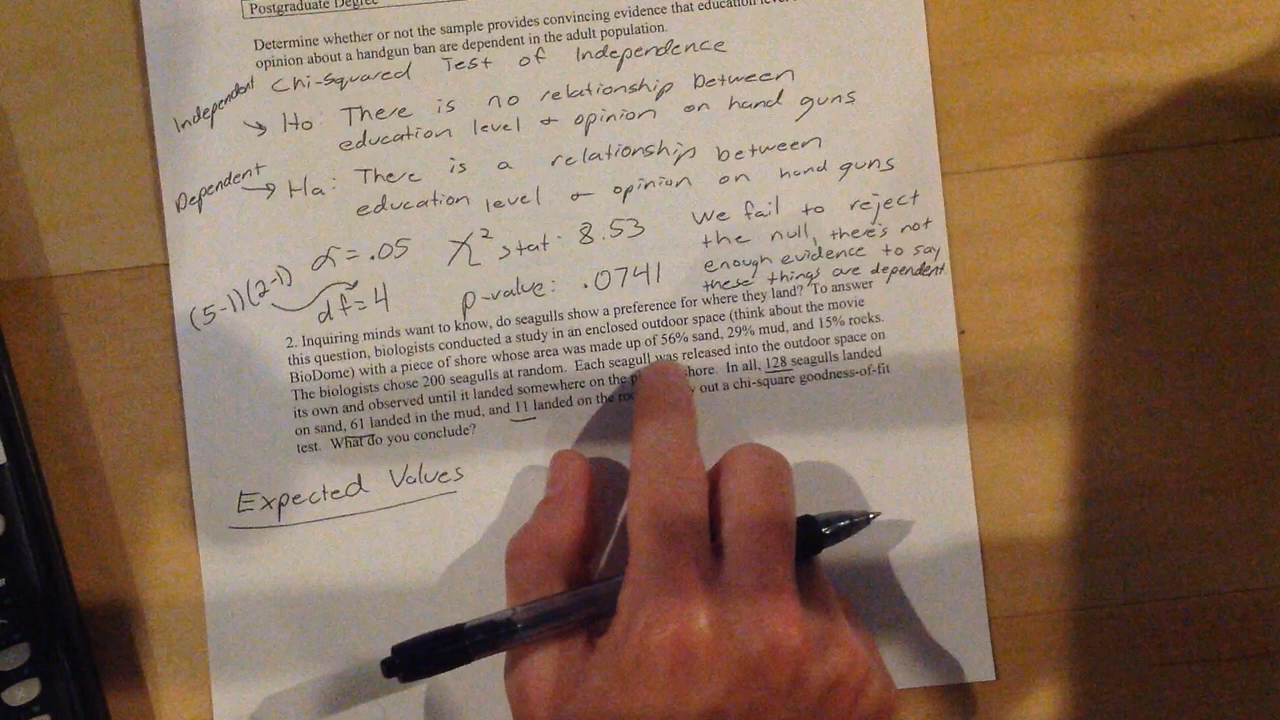 Postgraduate Degree
Determine whether or not the sample provides convincing evidence that education level
opinion about a handgun ban are dependent in the adult population.
Independent Chi-Squared Test of Independence
→ Ho: There is no relationship between
education level & opinion on hand guns
Dependent → Ha: There is a relationship between
education level & opinion on hand guns
α = .05 χ² stat: 8.53
(5-1)(2-1) df = 4 p-value: .0741
We fail to reject
the null, there's not
enough evidence to say
these things are dependent
2. Inquiring minds want to know, do seagulls show a preference for where they land? To answer
this question, biologists conducted a study in an enclosed outdoor space (think about the movie
BioDome) with a piece of shore whose area was made up of 56% sand, 29% mud, and 15% rocks.
The biologists chose 200 seagulls at random. Each seagull was released into the outdoor space on
its own and observed until it landed somewhere on the shore. In all, 128 seagulls landed
on sand, 61 landed in the mud, and 11 landed on the out a chi-square goodness-of-fit
test. What do you conclude?
Expected Values